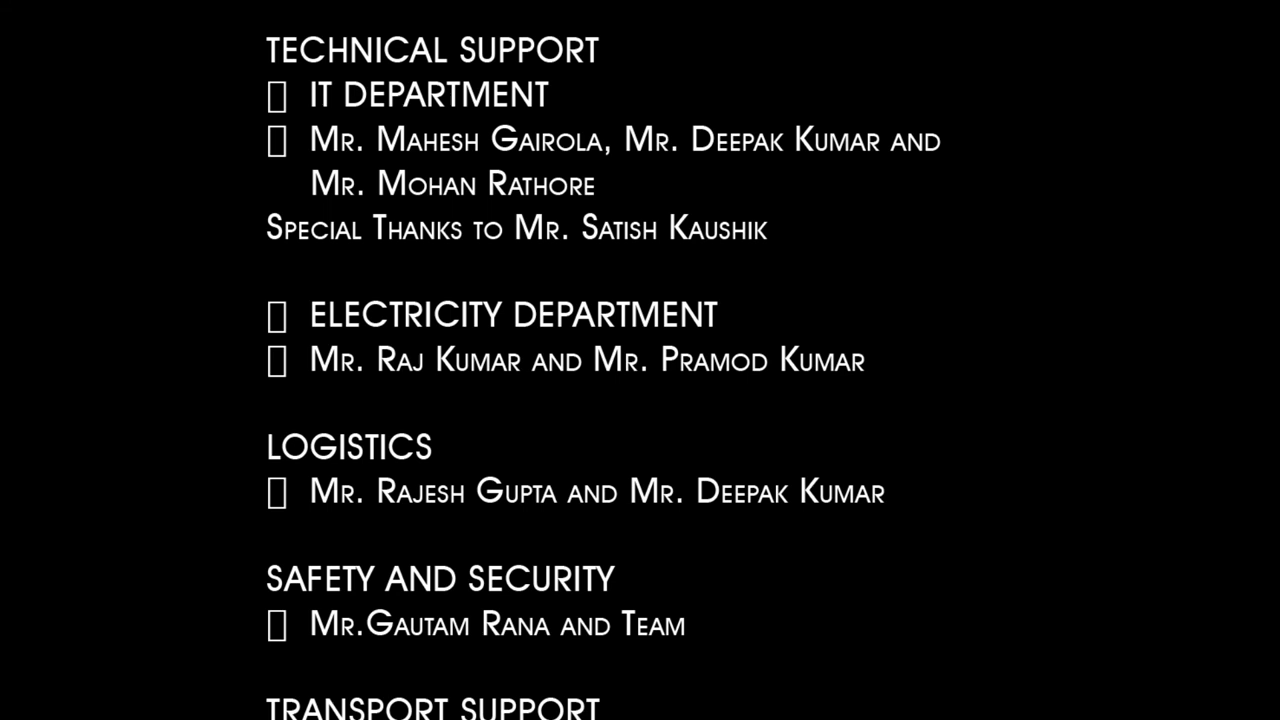 TECHNICAL SUPPORT
▯ IT DEPARTMENT
▯ Mr. Mahesh Gairola, Mr. Deepak Kumar and
Mr. Mohan Rathore
Special Thanks to Mr. Satish Kaushik
▯ ELECTRICITY DEPARTMENT
▯ Mr. Raj Kumar and Mr. Pramod Kumar
LOGISTICS
▯ Mr. Rajesh Gupta and Mr. Deepak Kumar
SAFETY AND SECURITY
▯ Mr.Gautam Rana and Team
TRANSPORT SUPPORT